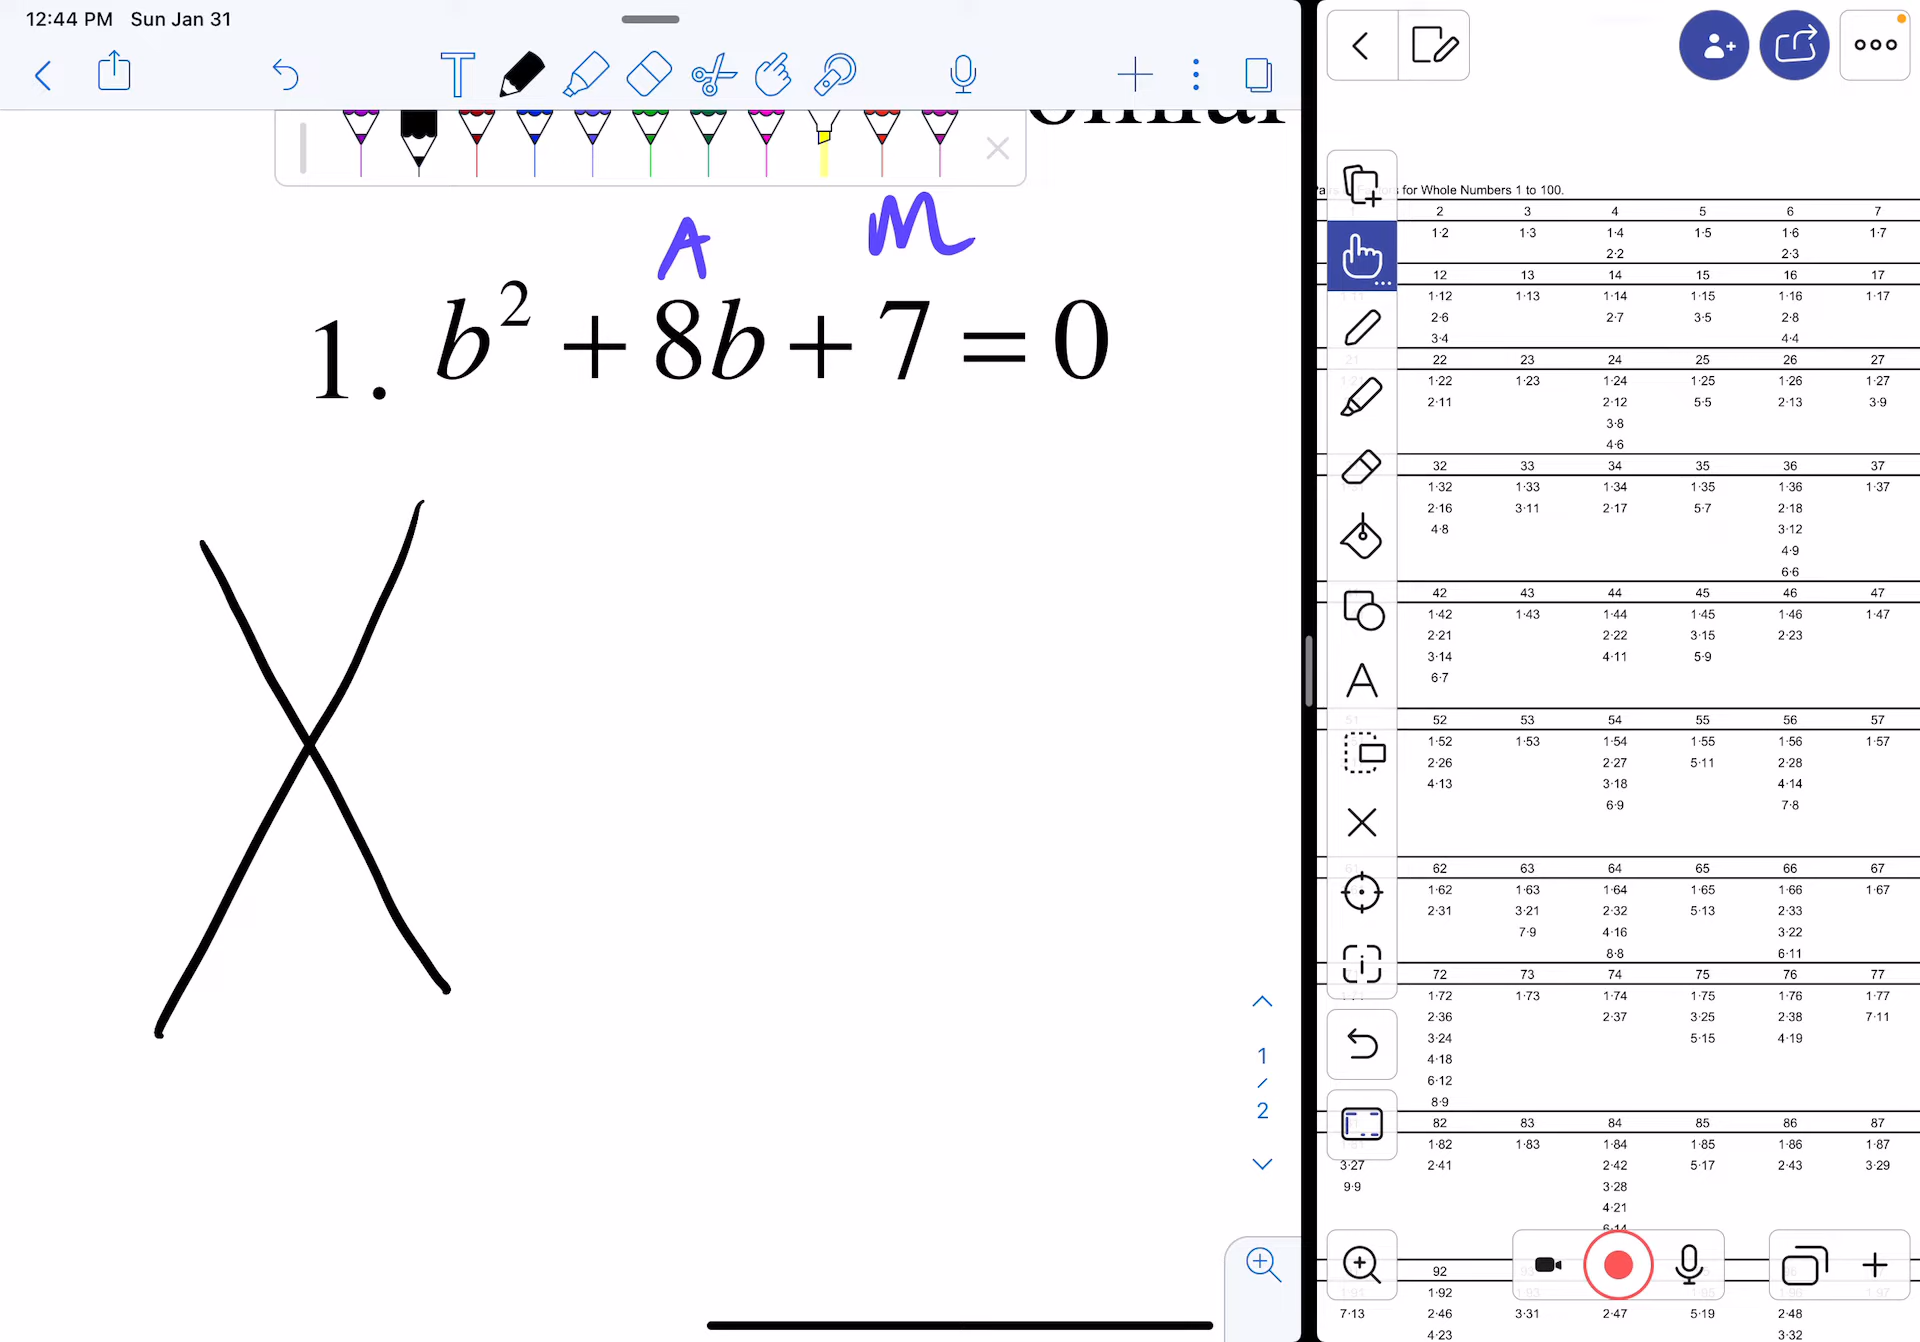 12:44 PM Sun Jan 31
A M
1. b² + 8b + 7 = 0
1
/
2
for Whole Numbers 1 to 100.
2 3 4 5 6 7
1·2 1·3 1·4 1·5 1·6 1·7
2·2 2·3
12 13 14 15 16 17
1·12 1·13 1·14 1·15 1·16 1·17
2·6 2·7 3·5 2·8
3·4 4·4
21 22 23 24 25 26 27
1·22 1·23 1·24 1·25 1·26 1·27
2·11 2·12 5·5 2·13 3·9
3·8
4·6
32 33 34 35 36 37
1·32 1·33 1·34 1·35 1·36 1·37
2·16 3·11 2·17 5·7 2·18
4·8 3·12
4·9
6·6
42 43 44 45 46 47
1·42 1·43 1·44 1·45 1·46 1·47
2·21 2·22 3·15 2·23
3·14 4·11 5·9
6·7
51 52 53 54 55 56 57
1·52 1·53 1·54 1·55 1·56 1·57
2·26 2·27 5·11 2·28
4·13 3·18 4·14
6·9 7·8
62 63 64 65 66 67
1·62 1·63 1·64 1·65 1·66 1·67
2·31 3·21 2·32 5·13 2·33
7·9 4·16 3·22
8·8 6·11
72 73 74 75 76 77
1·72 1·73 1·74 1·75 1·76 1·77
2·36 2·37 3·25 2·38 7·11
3·24 5·15 4·19
4·18
6·12
8·9
82 83 84 85 86 87
1·82 1·83 1·84 1·85 1·86 1·87
3·27 2·41 2·42 5·17 2·43 3·29
9·9 3·28
4·21
6·14
92
1·92
7·13 2·46 3·31 2·47 5·19 2·48
4·23 3·32